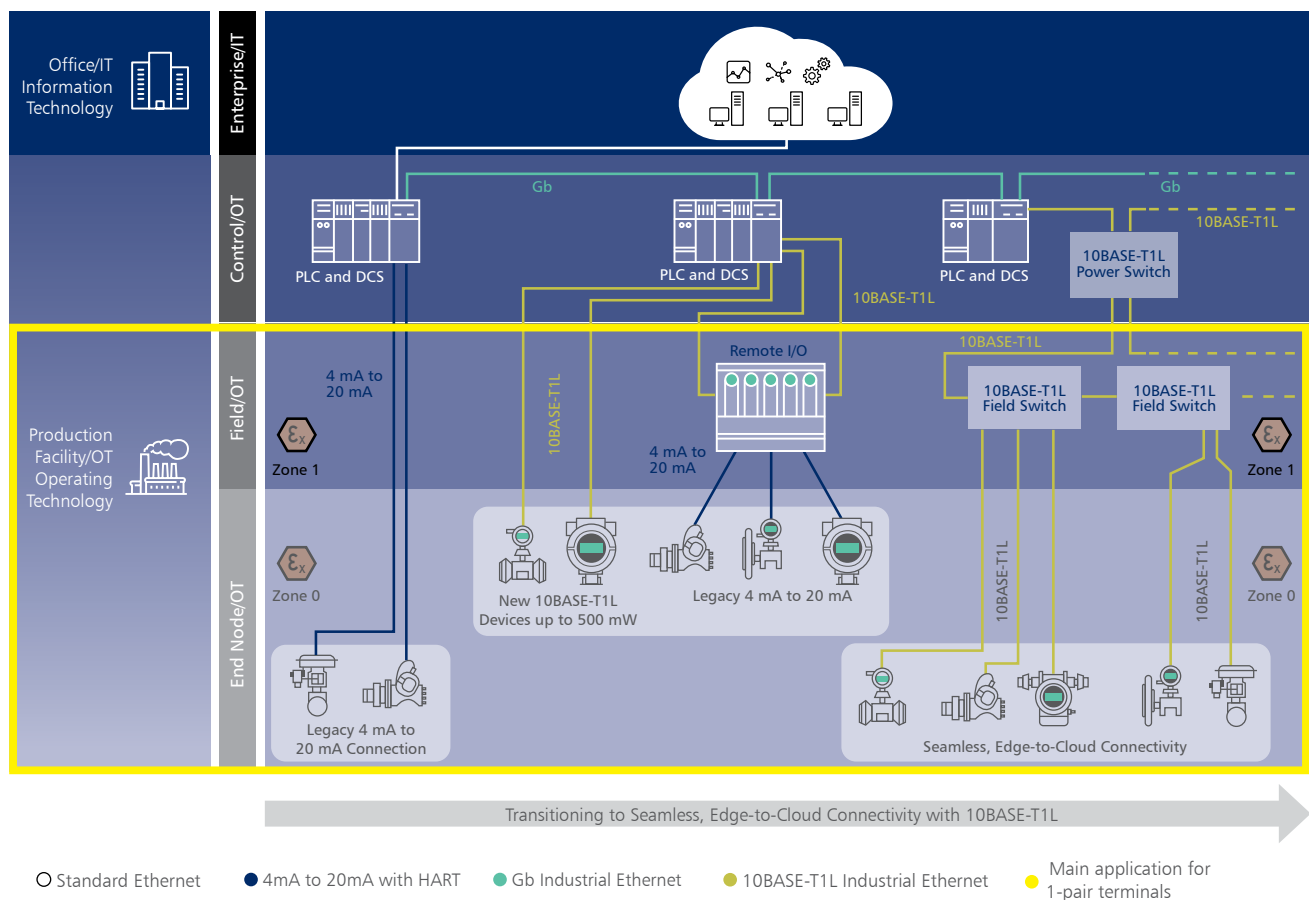 Office/IT
Information
Technology
Enterprise/IT
Control/OT
Gb
Gb
10BASE-T1L
10BASE-T1L
Power Switch
PLC and DCS
PLC and DCS
PLC and DCS
10BASE-T1L
Production
Facility/OT
Operating
Technology
Field/OT
4 mA to
20 mA
10BASE-T1L
Remote I/O
10BASE-T1L
10BASE-T1L
Field Switch
10BASE-T1L
Field Switch
εx
Zone 1
4 mA to
20 mA
εx
Zone 1
End Node/OT
εx
Zone 0
New 10BASE-T1L
Devices up to 500 mW
Legacy 4 mA to 20 mA
10BASE-T1L
10BASE-T1L
εx
Zone 0
Legacy 4 mA to
20 mA Connection
Seamless, Edge-to-Cloud Connectivity
Transitioning to Seamless, Edge-to-Cloud Connectivity with 10BASE-T1L
Standard Ethernet
4mA to 20mA with HART
Gb Industrial Ethernet
10BASE-T1L Industrial Ethernet
Main application for
1-pair terminals